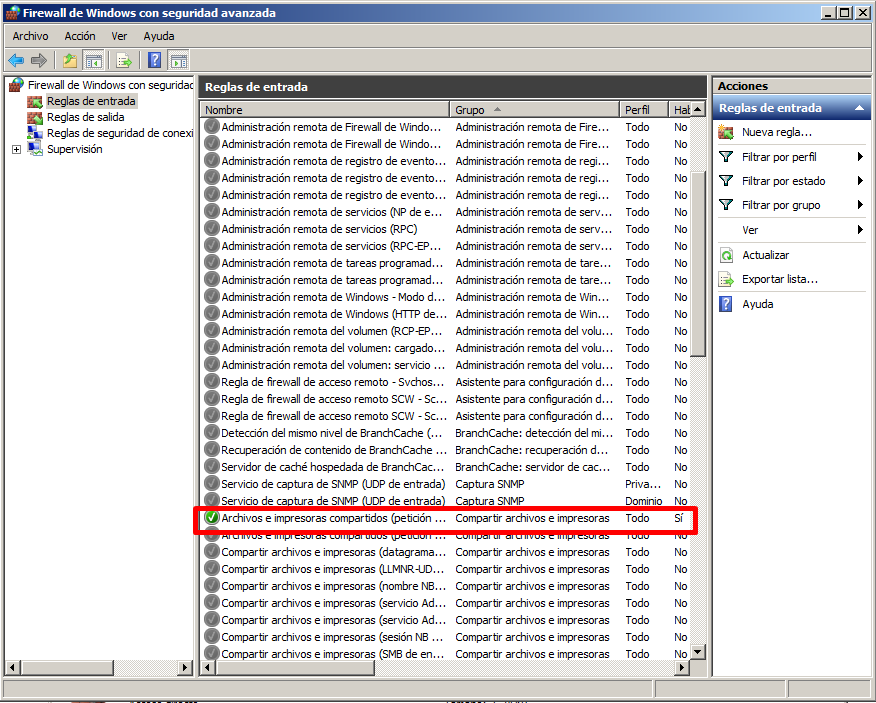 Firewall de Windows con seguridad avanzada
Archivo Acción Ver Ayuda
Firewall de Windows con seguridad
Reglas de entrada
Reglas de salida
Reglas de seguridad de conexi
Supervisión
Reglas de entrada
Nombre Grupo Perfil Hab
Administración remota de Firewall de Windo... Administración remota de Fire... Todo No
Administración remota de Firewall de Windo... Administración remota de Fire... Todo No
Administración remota de registro de evento... Administración remota de regi... Todo No
Administración remota de registro de evento... Administración remota de regi... Todo No
Administración remota de registro de evento... Administración remota de regi... Todo No
Administración remota de servicios (NP de e... Administración remota de serv... Todo No
Administración remota de servicios (RPC) Administración remota de serv... Todo No
Administración remota de servicios (RPC-EP... Administración remota de serv... Todo No
Administración remota de tareas programad... Administración remota de tare... Todo No
Administración remota de tareas programad... Administración remota de tare... Todo No
Administración remota de Windows - Modo d... Administración remota de Win... Todo No
Administración remota de Windows (HTTP de... Administración remota de Win... Todo No
Administración remota del volumen (RCP-EP... Administración remota del volu... Todo No
Administración remota del volumen: cargado... Administración remota del volu... Todo No
Administración remota del volumen: servicio ... Administración remota del volu... Todo No
Regla de firewall de acceso remoto - Svchos... Asistente para configuración d... Todo No
Regla de firewall de acceso remoto SCW - Sc... Asistente para configuración d... Todo No
Regla de firewall de acceso remoto SCW - Sc... Asistente para configuración d... Todo No
Detección del mismo nivel de BranchCache (... BranchCache: detección del mi... Todo No
Recuperación de contenido de BranchCache ... BranchCache: recuperación d... Todo No
Servidor de caché hospedada de BranchCac... BranchCache: servidor de cac... Todo No
Servicio de captura de SNMP (UDP de entrada) Captura SNMP Priva... No
Servicio de captura de SNMP (UDP de entrada) Captura SNMP Dominio No
Archivos e impresoras compartidos (petición ... Compartir archivos e impresoras Todo Sí
Archivos e impresoras compartidos (petición ... Compartir archivos e impresoras Todo No
Compartir archivos e impresoras (datagrama... Compartir archivos e impresoras Todo No
Compartir archivos e impresoras (LLMNR-UD... Compartir archivos e impresoras Todo No
Compartir archivos e impresoras (nombre NB... Compartir archivos e impresoras Todo No
Compartir archivos e impresoras (servicio Ad... Compartir archivos e impresoras Todo No
Compartir archivos e impresoras (servicio Ad... Compartir archivos e impresoras Todo No
Compartir archivos e impresoras (sesión NB ... Compartir archivos e impresoras Todo No
Compartir archivos e impresoras (SMB de en... Compartir archivos e impresoras Todo No
Acciones
Reglas de entrada
Nueva regla...
Filtrar por perfil
Filtrar por estado
Filtrar por grupo
Ver
Actualizar
Exportar lista...
Ayuda